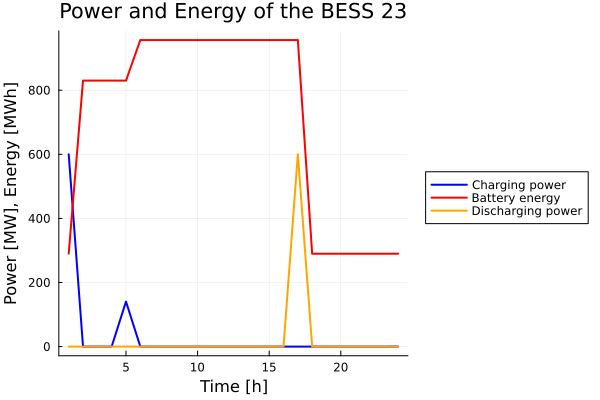 Power and Energy of the BESS 23
Power [MW], Energy [MWh]
800
600
400
200
0
5
10
15
20
Time [h]
Charging power
Battery energy
Discharging power